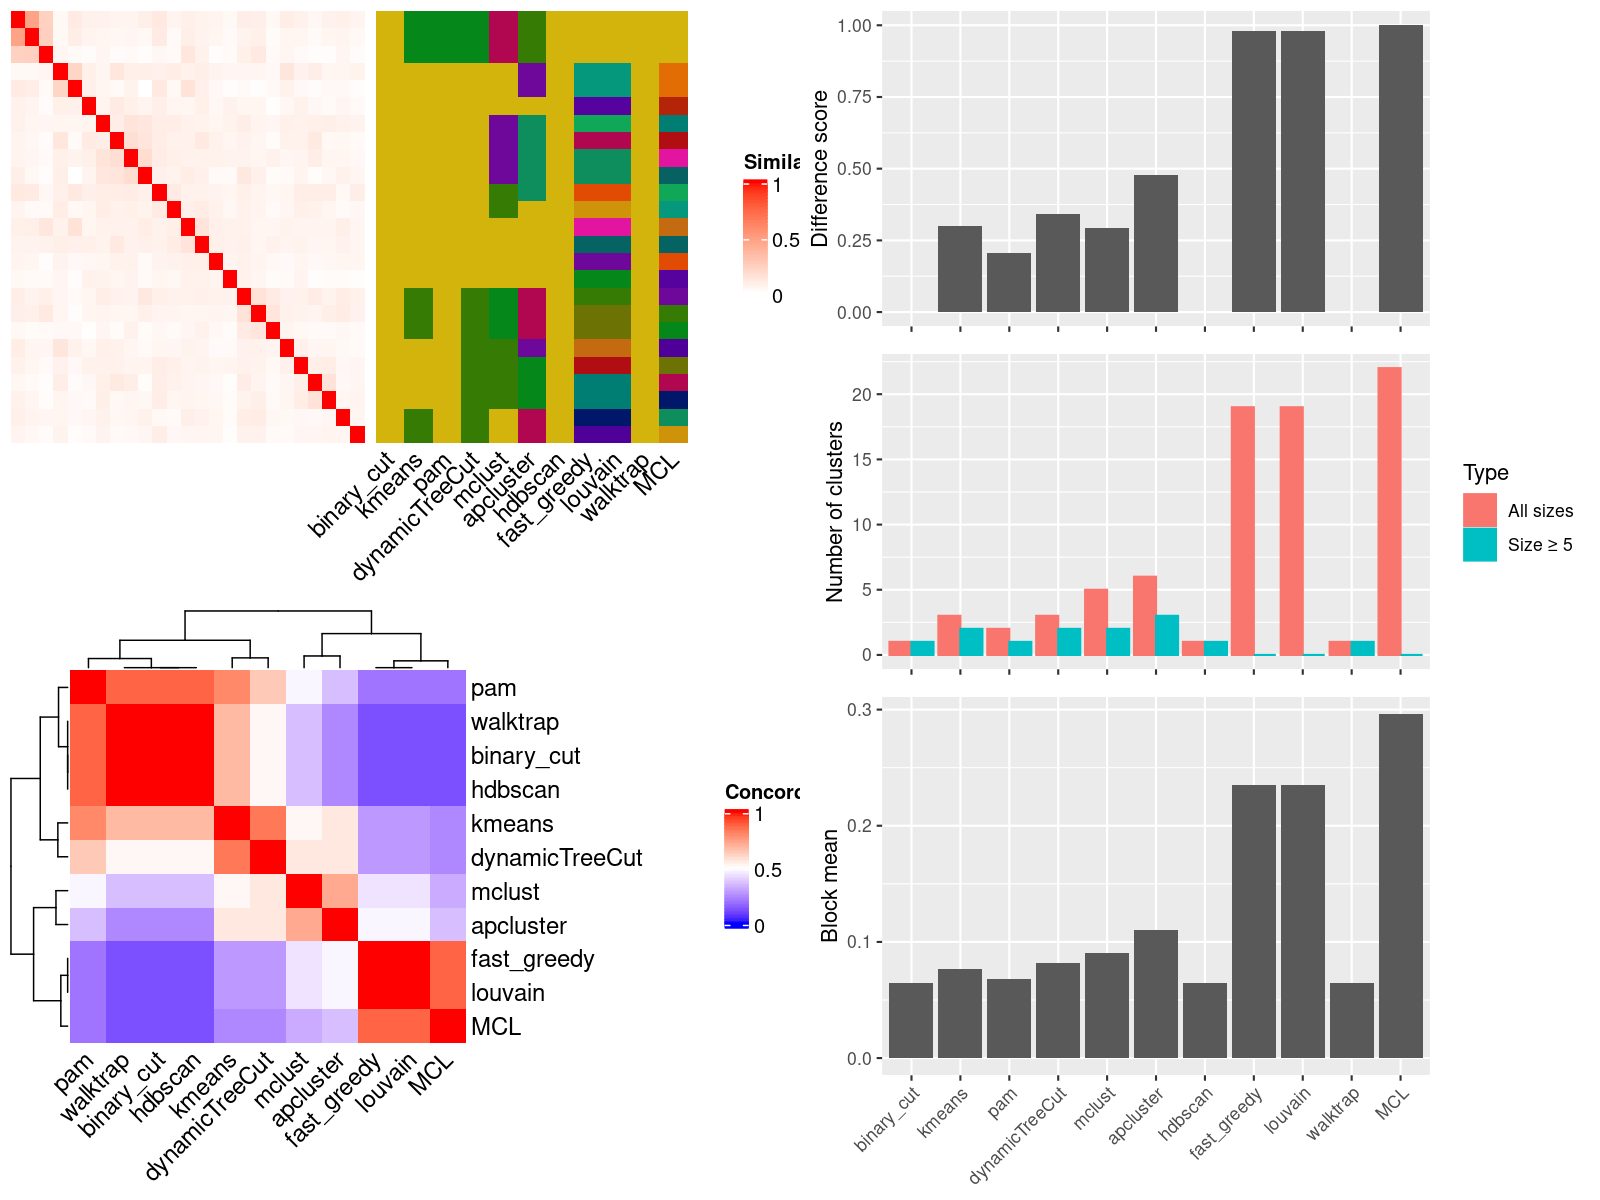 Simila
1
0.5
0
binary_cut
kmeans
pam
dynamicTreeCut
mclust
apcluster
hdbscan
fast_greedy
louvain
walktrap
MCL
pam
walktrap
binary_cut
hdbscan
kmeans
dynamicTreeCut
mclust
apcluster
fast_greedy
louvain
MCL
pam
walktrap
binary_cut
hdbscan
kmeans
dynamicTreeCut
mclust
apcluster
fast_greedy
louvain
MCL
Concord
1
0.5
0
Difference score
1.00
0.75
0.50
0.25
0.00
Number of clusters
20
15
10
5
0
Type
All sizes
Size ≥ 5
Block mean
0.3
0.2
0.1
0.0
binary_cut
kmeans
pam
dynamicTreeCut
mclust
apcluster
hdbscan
fast_greedy
louvain
walktrap
MCL